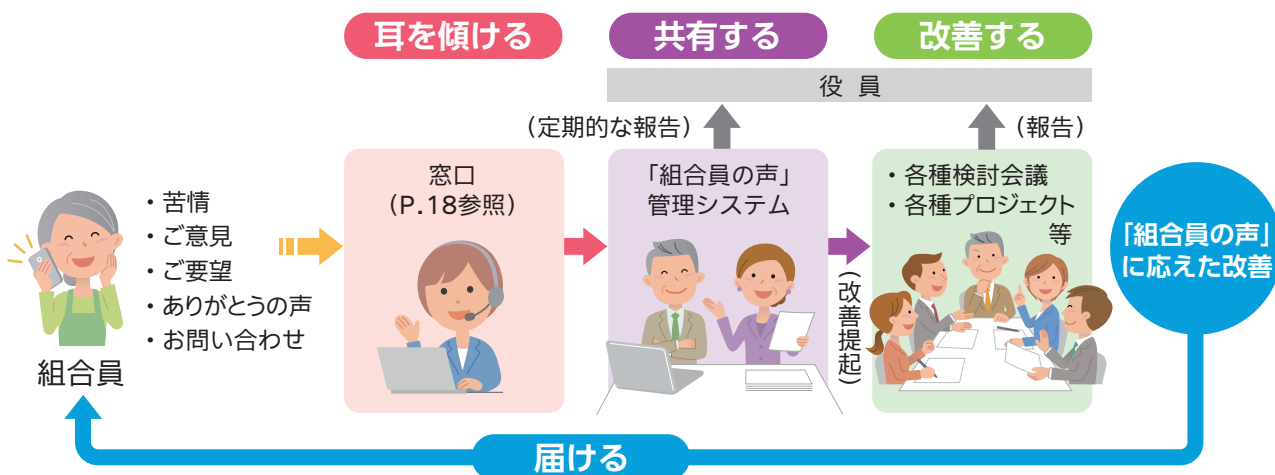 耳を傾ける
共有する
改善する
役 員
（定期的な報告）
（報告）
・苦情
・ご意見
・ご要望
・ありがとうの声
・お問い合わせ
組合員
窓口
（P.18参照）
「組合員の声」
管理システム
（改善提起）
・各種検討会議
・各種プロジェクト
等
「組合員の声」
に応えた改善
届ける